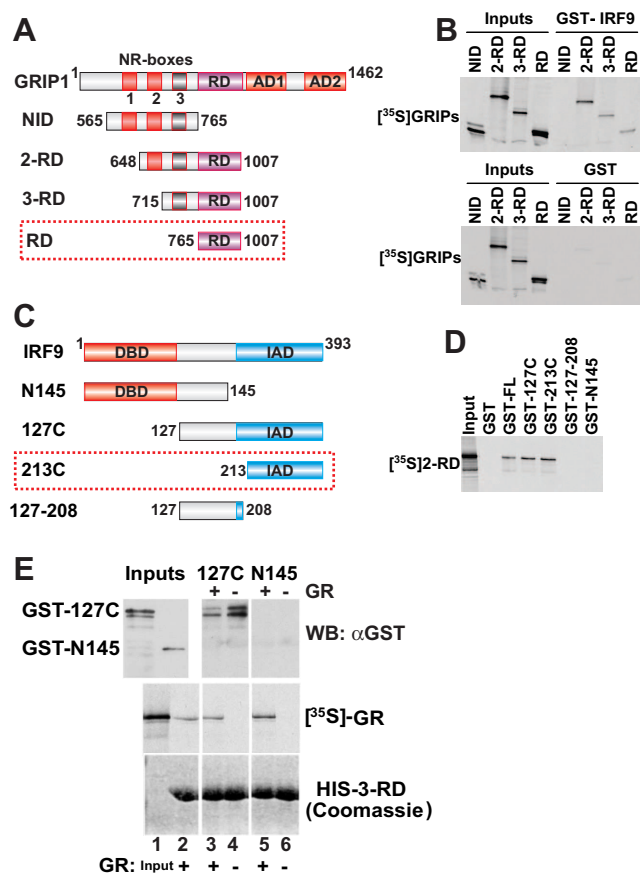 A
NR-boxes
GRIP1 1 RD AD1 AD2 1462
1 2 3
NID 565 765
2-RD 648 RD 1007
3-RD 715 RD 1007
RD 765 RD 1007
B
Inputs GST- IRF9
NID 2-RD 3-RD RD NID 2-RD 3-RD RD
[35S]GRIPs
Inputs GST
NID 2-RD 3-RD RD NID 2-RD 3-RD RD
[35S]GRIPs
C
IRF9 1 DBD IAD 393
N145 DBD 145
127C 127 IAD
213C 213 IAD
127-208 127 208
D
Input GST GST-FL GST-127C GST-213C GST-127-208 GST-N145
[35S]2-RD
E
Inputs 127C N145
+ - + - GR
GST-127C
GST-N145
WB: αGST
[35S]-GR
HIS-3-RD
(Coomassie)
1 2 3 4 5 6
GR: Input + + - + -